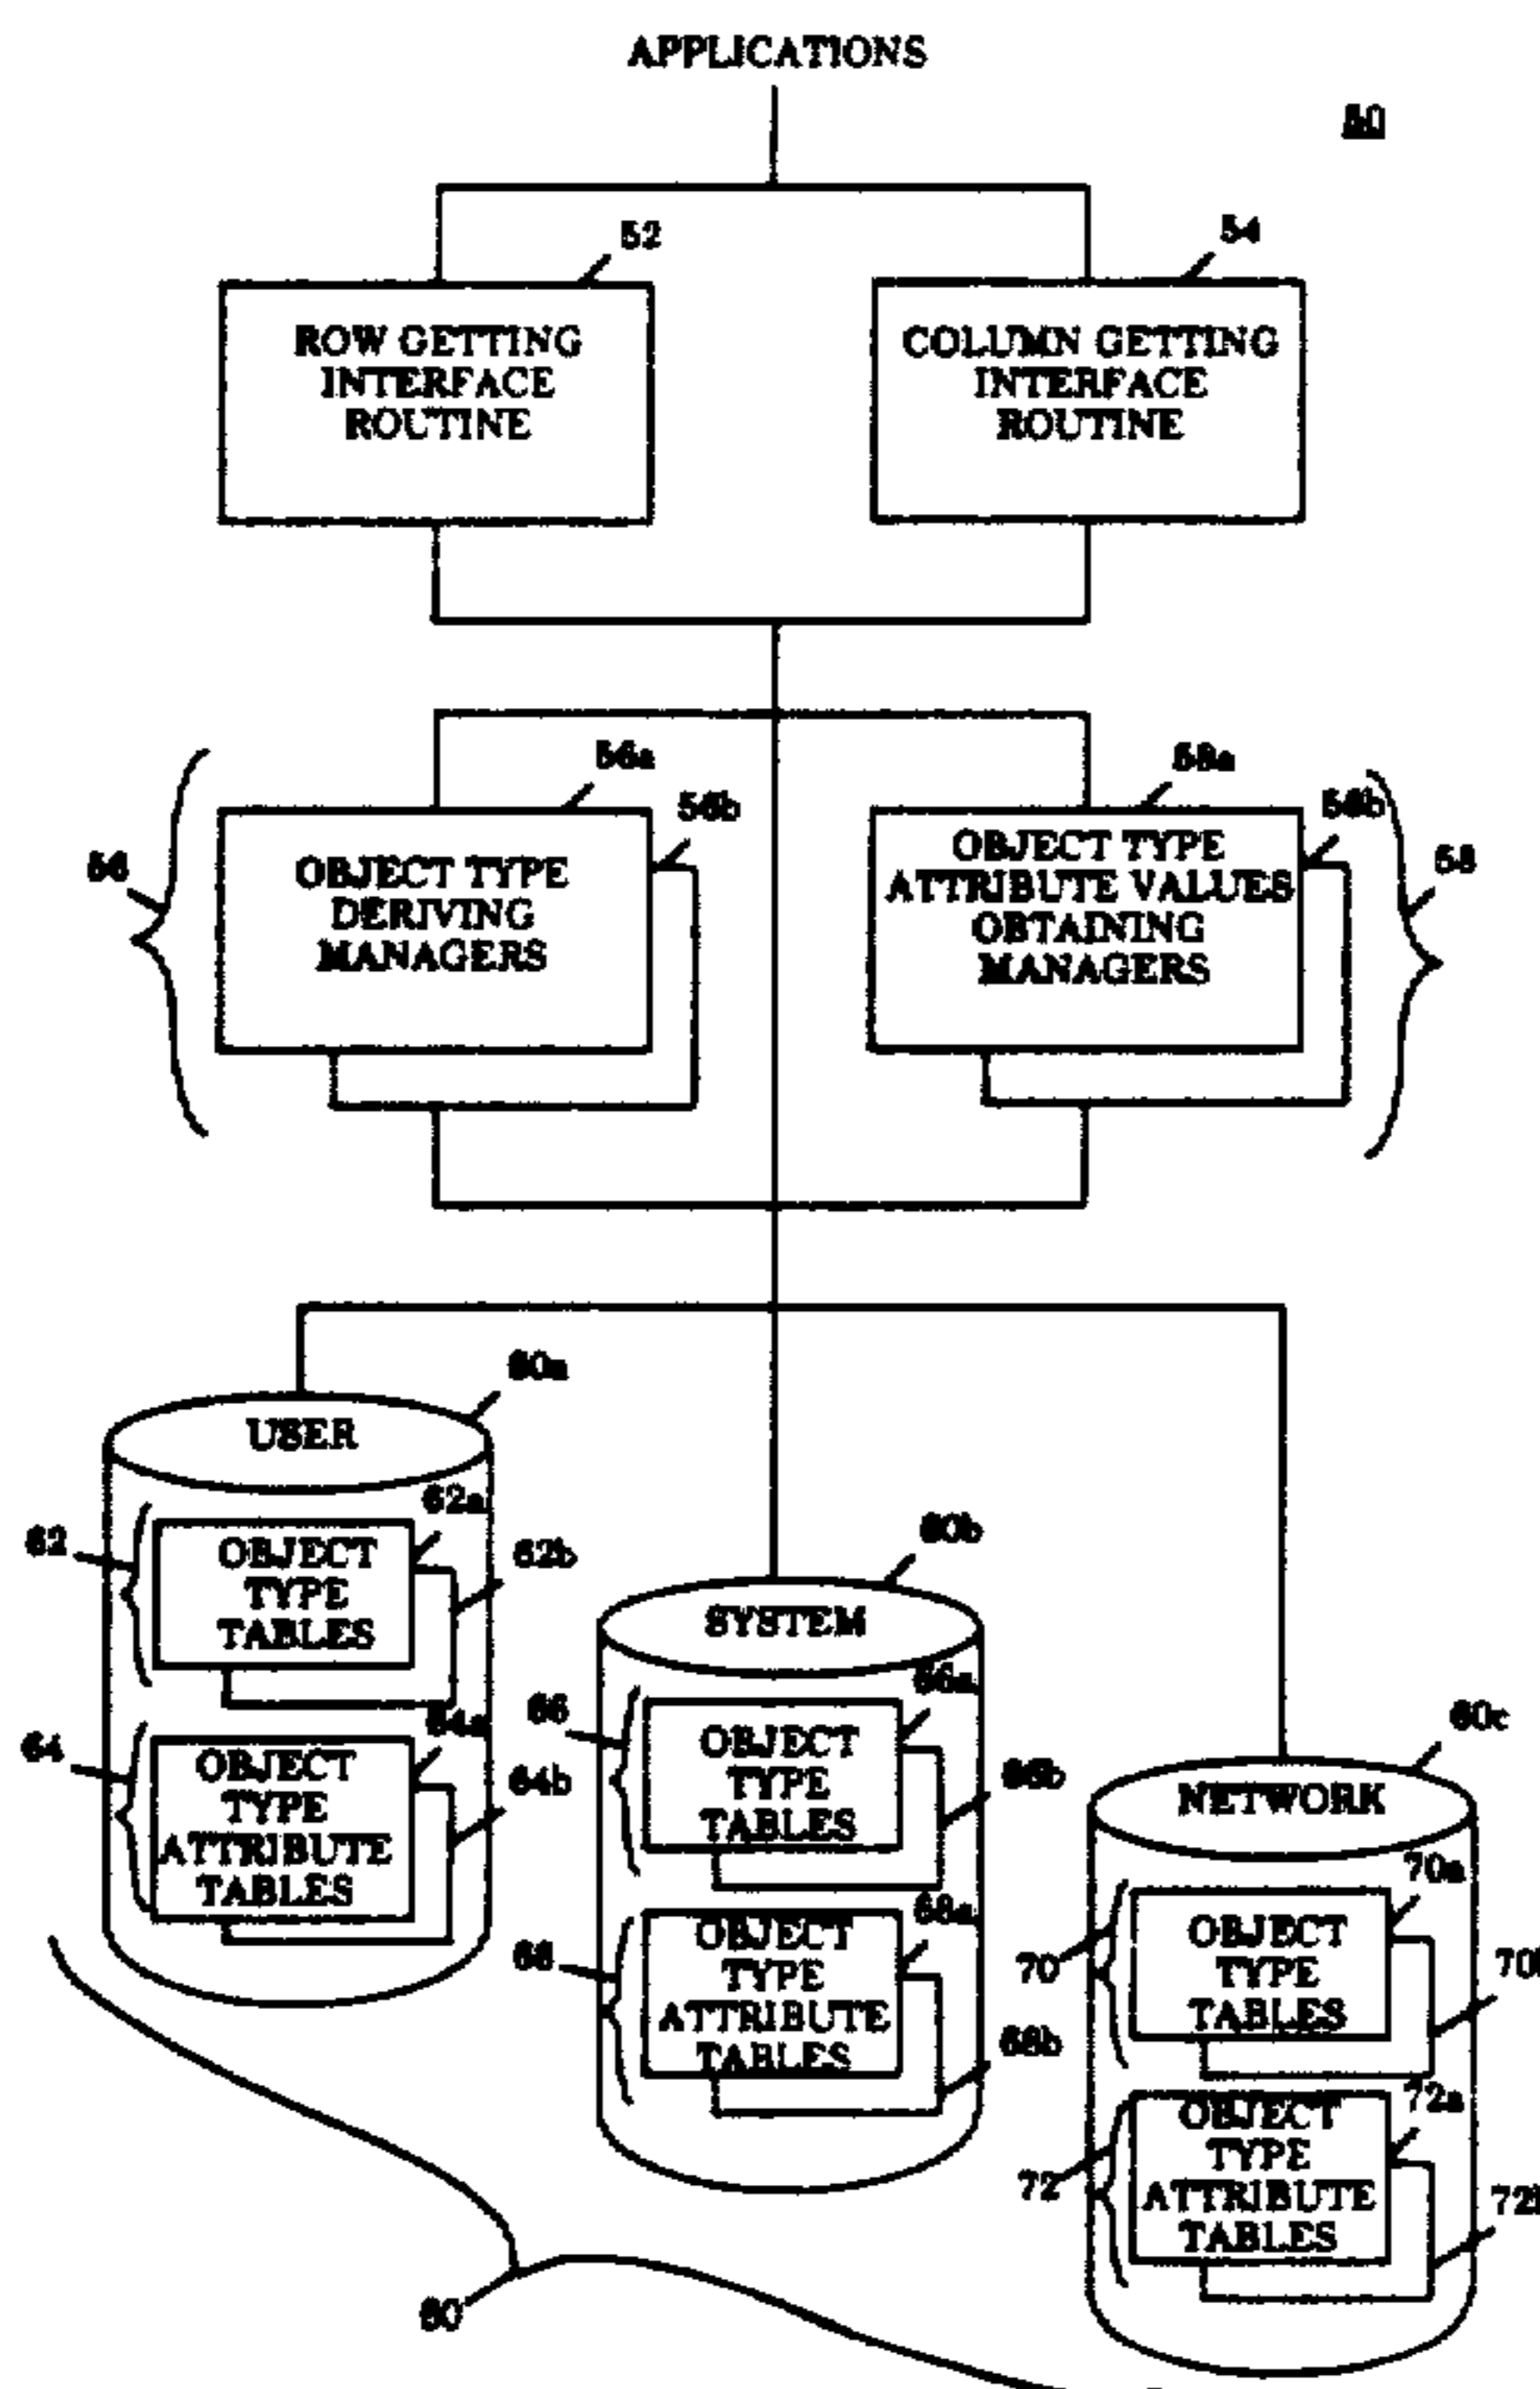 APPLICATIONS
50
52
54
ROW GETTING
INTERFACE
ROUTINE
COLUMN GETTING
INTERFACE
ROUTINE
56a
58a
56b
58b
56
OBJECT TYPE
DERIVING
MANAGERS
OBJECT TYPE
ATTRIBUTE VALUES
OBTAINING
MANAGERS
58
60a
USER
62a
62
OBJECT
TYPE
TABLES
62b
60b
SYSTEM
64a
64
OBJECT
TYPE
ATTRIBUTE
TABLES
64b
66a
66
OBJECT
TYPE
TABLES
66b
60c
NETWORK
68a
68
OBJECT
TYPE
ATTRIBUTE
TABLES
68b
70a
70
OBJECT
TYPE
TABLES
72a
72
OBJECT
TYPE
ATTRIBUTE
TABLES
60